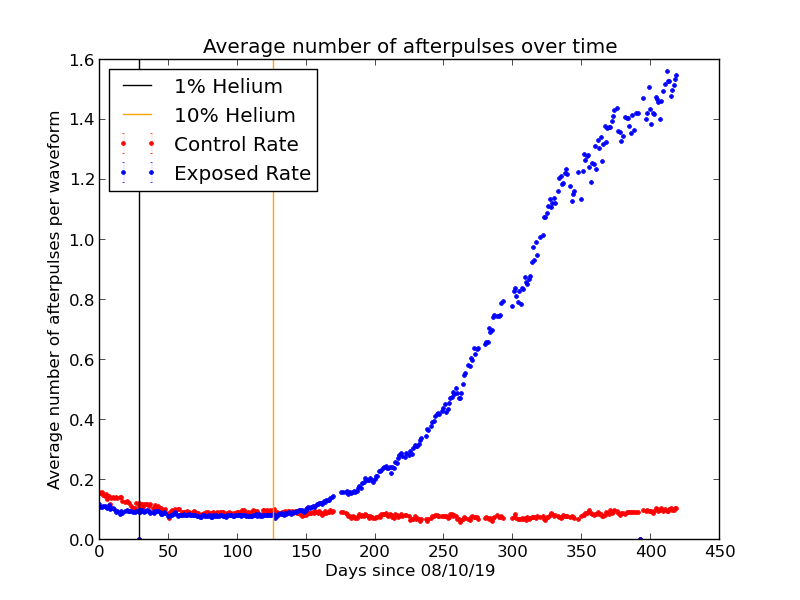 Average number of afterpulses over time
1% Helium
10% Helium
Control Rate
Exposed Rate
Average number of afterpulses per waveform
1.6
1.4
1.2
1.0
0.8
0.6
0.4
0.2
0.0
0 50 100 150 200 250 300 350 400 450
Days since 08/10/19